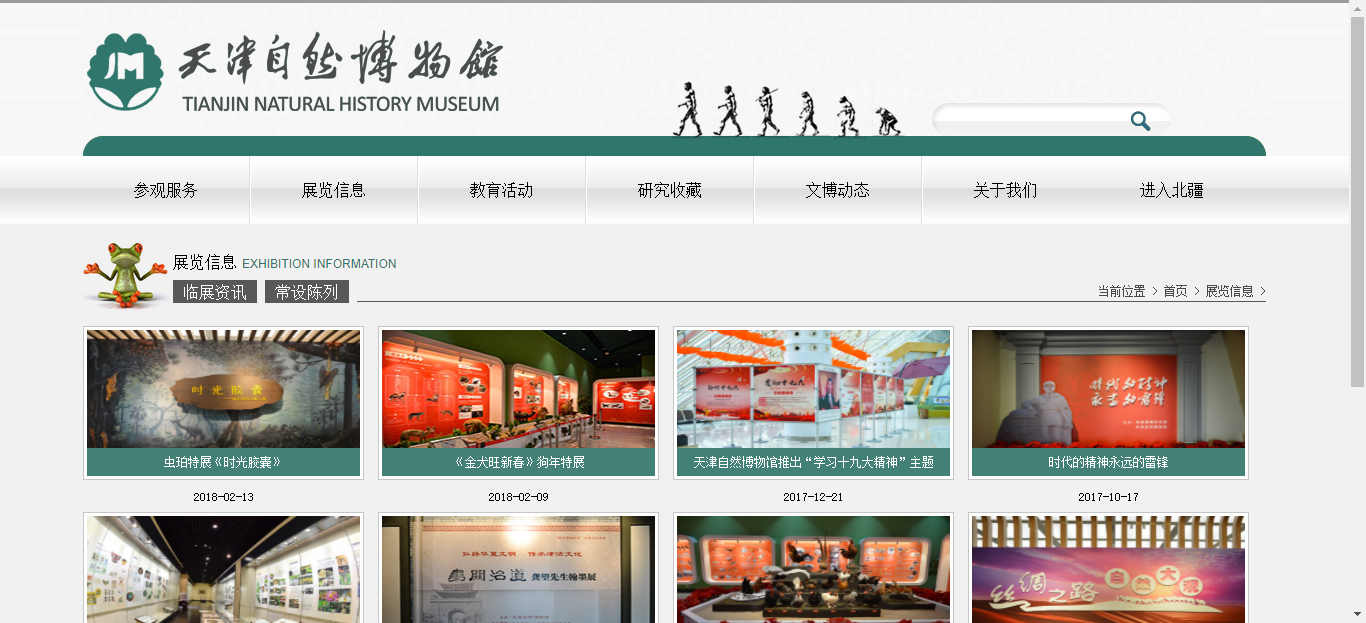 JM
天津自然博物馆
TIANJIN NATURAL HISTORY MUSEUM
参观服务
展览信息
教育活动
研究收藏
文博动态
关于我们
进入北疆
展览信息 EXHIBITION INFORMATION
临展资讯 常设陈列
当前位置 > 首页 > 展览信息 >
时光胶囊
时代的精神
永远的雷锋
虫珀特展《时光胶囊》
《金犬旺新春》狗年特展
天津自然博物馆推出“学习十九大精神”主题
时代的精神永远的雷锋
2018-02-13
2018-02-09
2017-12-21
2017-10-17
弘扬华夏文明 传承津沽文化
龚望先生翰墨展
丝绸之路
自然大展